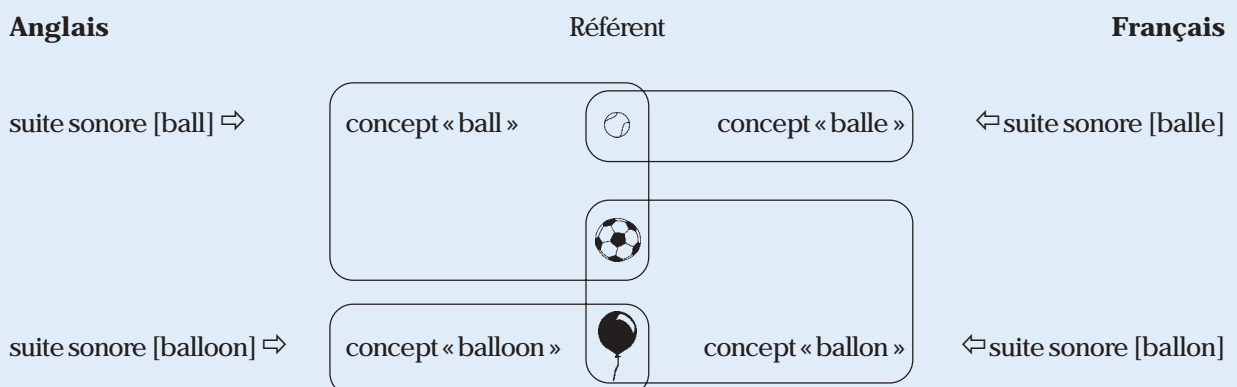 Anglais Référent Français
suite sonore [ball] ⇨ concept « ball » concept « balle » ⇦ suite sonore [balle]
suite sonore [balloon] ⇨ concept « balloon » concept « ballon » ⇦ suite sonore [ballon]